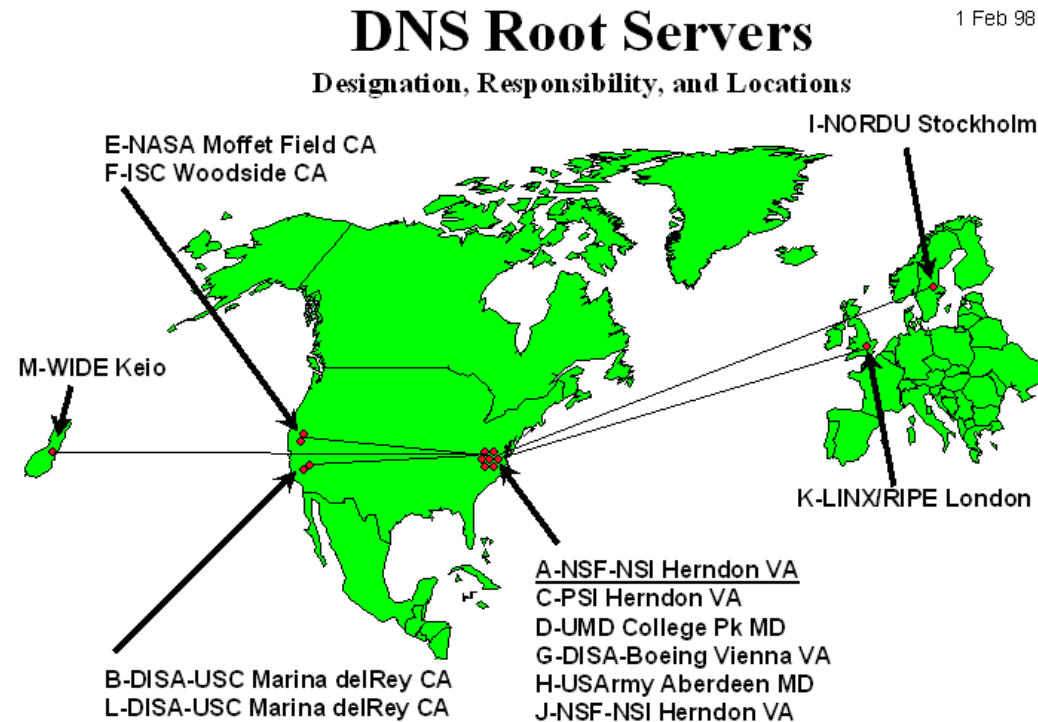 DNS Root Servers
1 Feb 98
Designation, Responsibility, and Locations
E-NASA Moffet Field CA
F-ISC Woodside CA
I-NORDU Stockholm
M-WIDE Keio
K-LINX/RIPE London
A-NSF-NSI Herndon VA
C-PSI Herndon VA
D-UMD College Pk MD
G-DISA-Boeing Vienna VA
H-USArmy Aberdeen MD
J-NSF-NSI Herndon VA
B-DISA-USC Marina delRey CA
L-DISA-USC Marina delRey CA